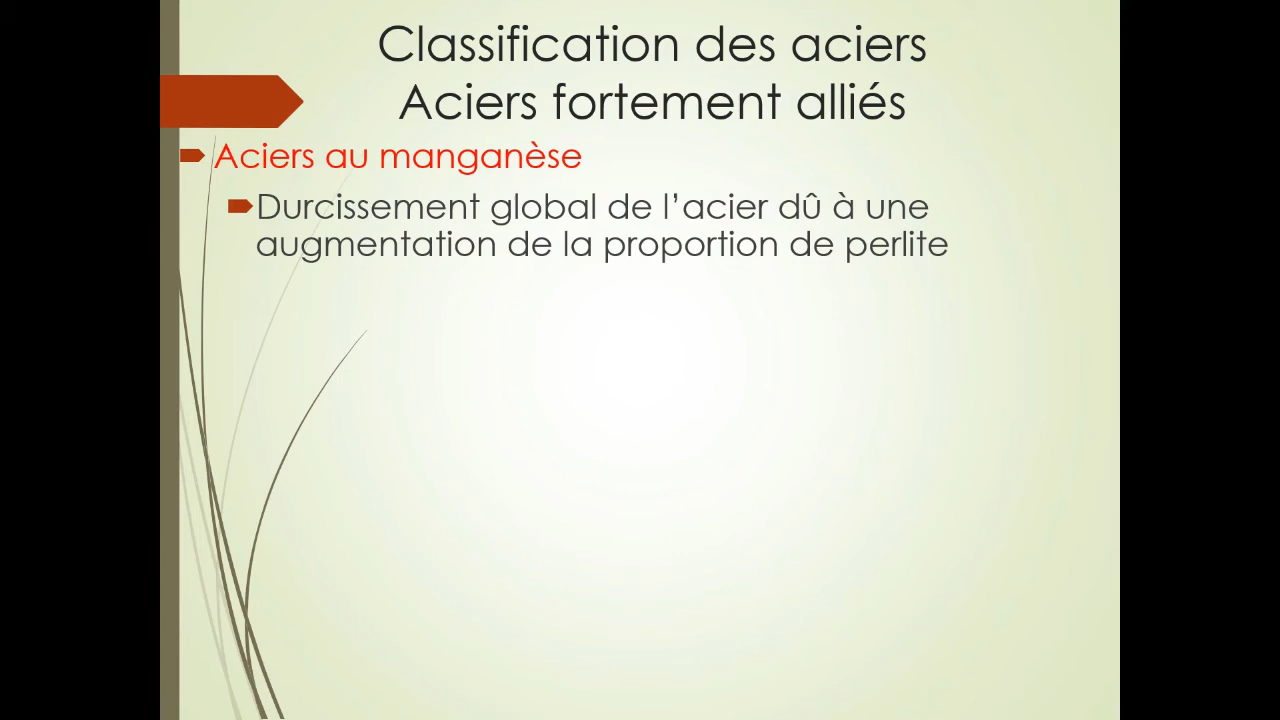 Classification des aciers
Aciers fortement alliés
Aciers au manganèse
Durcissement global de l’acier dû à une
augmentation de la proportion de perlite